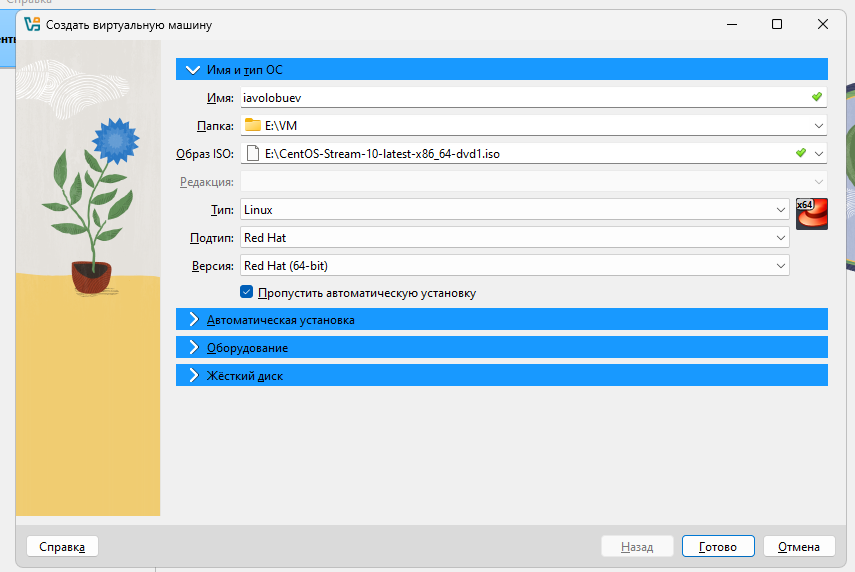 Справка
Создать виртуальную машину
Имя и тип ОС
Имя: iavolobuev
Папка: E:\VM
Образ ISO: E:\CentOS-Stream-10-latest-x86_64-dvd1.iso
Редакция:
Тип: Linux
x64
Подтип: Red Hat
Версия: Red Hat (64-bit)
Пропустить автоматическую установку
Автоматическая установка
Оборудование
Жёсткий диск
Справка Назад Готово Отмена